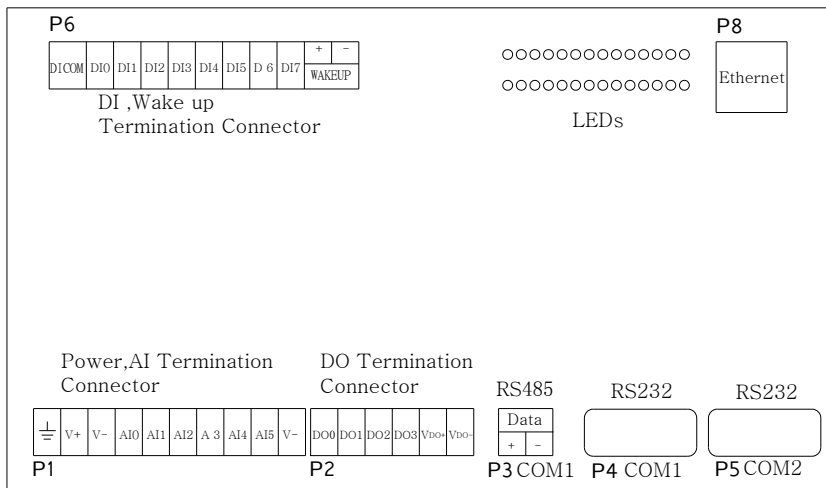 P6
P8
DICOM DI0 DI1 DI2 DI3 DI4 DI5 D 6 DI7 + - WAKEUP
Ethernet
DI ,Wake up
Termination Connector
LEDs
Power,AI Termination
Connector
DO Termination
Connector
RS485
RS232
RS232
V+ V- AI0 AI1 AI2 A 3 AI4 AI5 V-
DO0 DO1 DO2 DO3 VDO+ VDO-
Data
+ -
P1
P2
P3 COM1
P4 COM1
P5 COM2